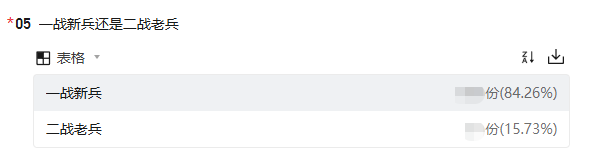 *05 一战新兵还是二战老兵
表格
一战新兵 份(84.26%)
二战老兵 份(15.73%)